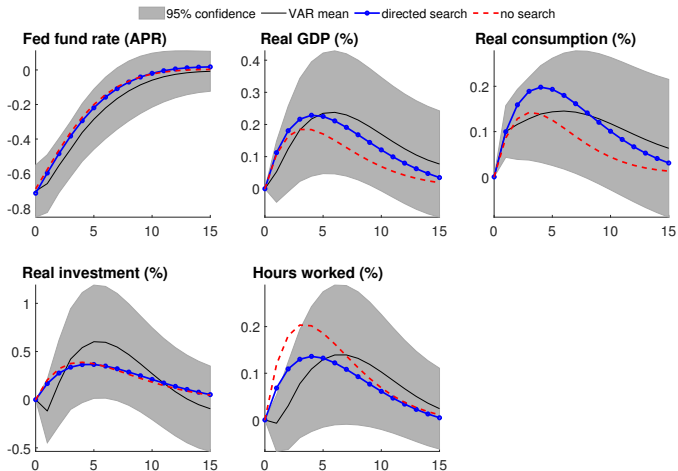 95% confidence VAR mean directed search no search
Fed fund rate (APR) Real GDP (%) Real consumption (%)
0
-0.2
-0.4
-0.6
-0.8
0 5 10 15
0.4
0.3
0.2
0.1
0
0 5 10 15
0.2
0.1
0
0 5 10 15
Real investment (%) Hours worked (%)
1
0.5
0
-0.5
0 5 10 15
0.2
0.1
0
0 5 10 15